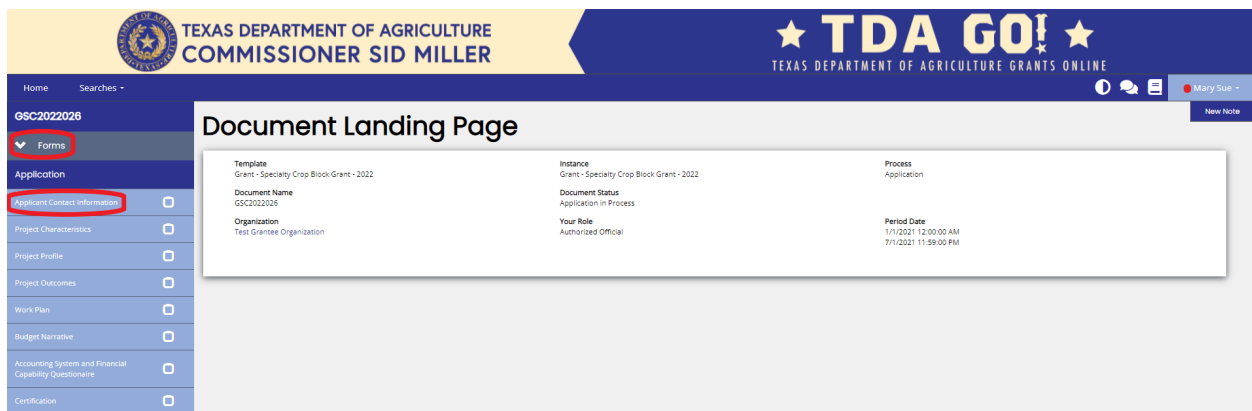 TEXAS DEPARTMENT OF AGRICULTURE
COMMISSIONER SID MILLER
TDA GO!
TEXAS DEPARTMENT OF AGRICULTURE GRANTS ONLINE
Home
Searches
Mary Sue
GSC2022026
New Note
Forms
Document Landing Page
Application
Template
Grant - Specialty Crop Block Grant - 2022
Instance
Grant - Specialty Crop Block Grant - 2022
Process
Application
Document Name
GSC2022026
Document Status
Application in Process
Organization
Test Grantee Organization
Your Role
Authorized Official
Period Date
1/1/2021 12:00:00 AM
7/1/2021 11:59:00 PM
Applicant Contact Information
Project Characteristics
Project Profile
Project Outcomes
Work Plan
Budget Narrative
Accounting System and Financial
Capability Questionaire
Certification